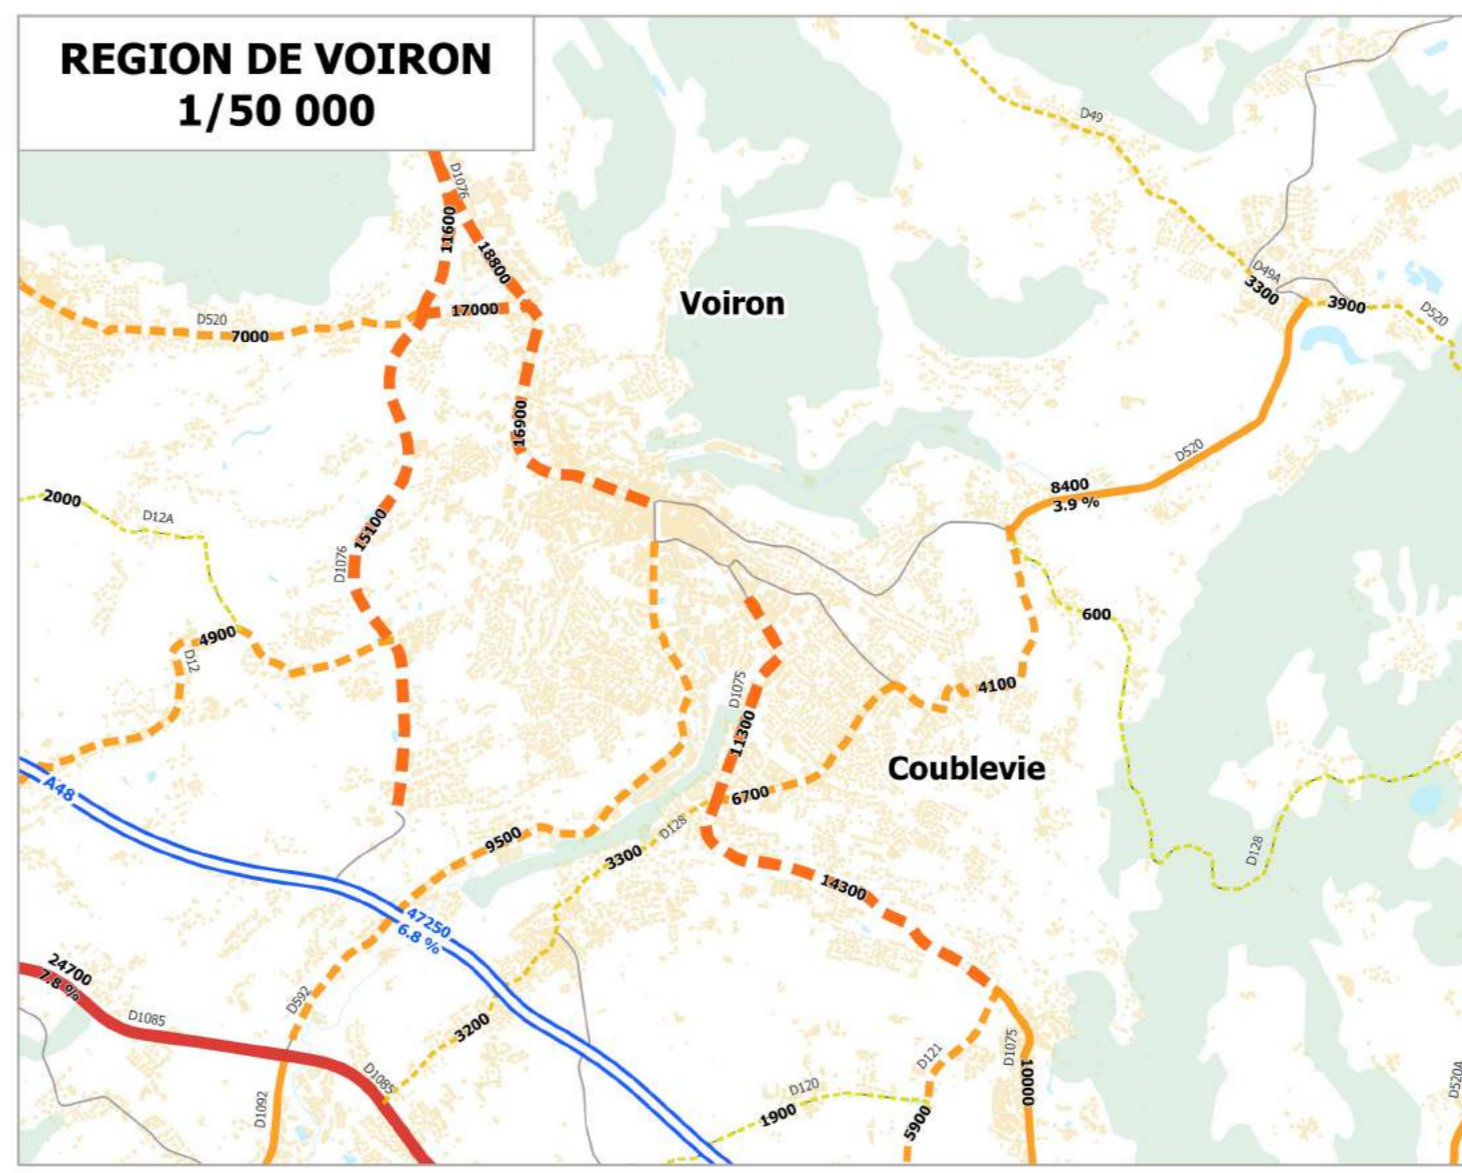 REGION DE VOIRON
1/50 000
D49
D1076
11600
18800
D49A
3300
3900
D520
Voiron
17000
D520
7000
16900
D520
8400
3.9 %
2000
D12A
15100
D1076
600
4900
D12
4100
D1075
11300
Coublevie
A48
6700
9500
D128
3300
D128
14300
47250
6.8 %
24700
7.8 %
D592
D1085
3200
D1085
D121
D1075
10000
D1092
D120
1900
5900
D520A